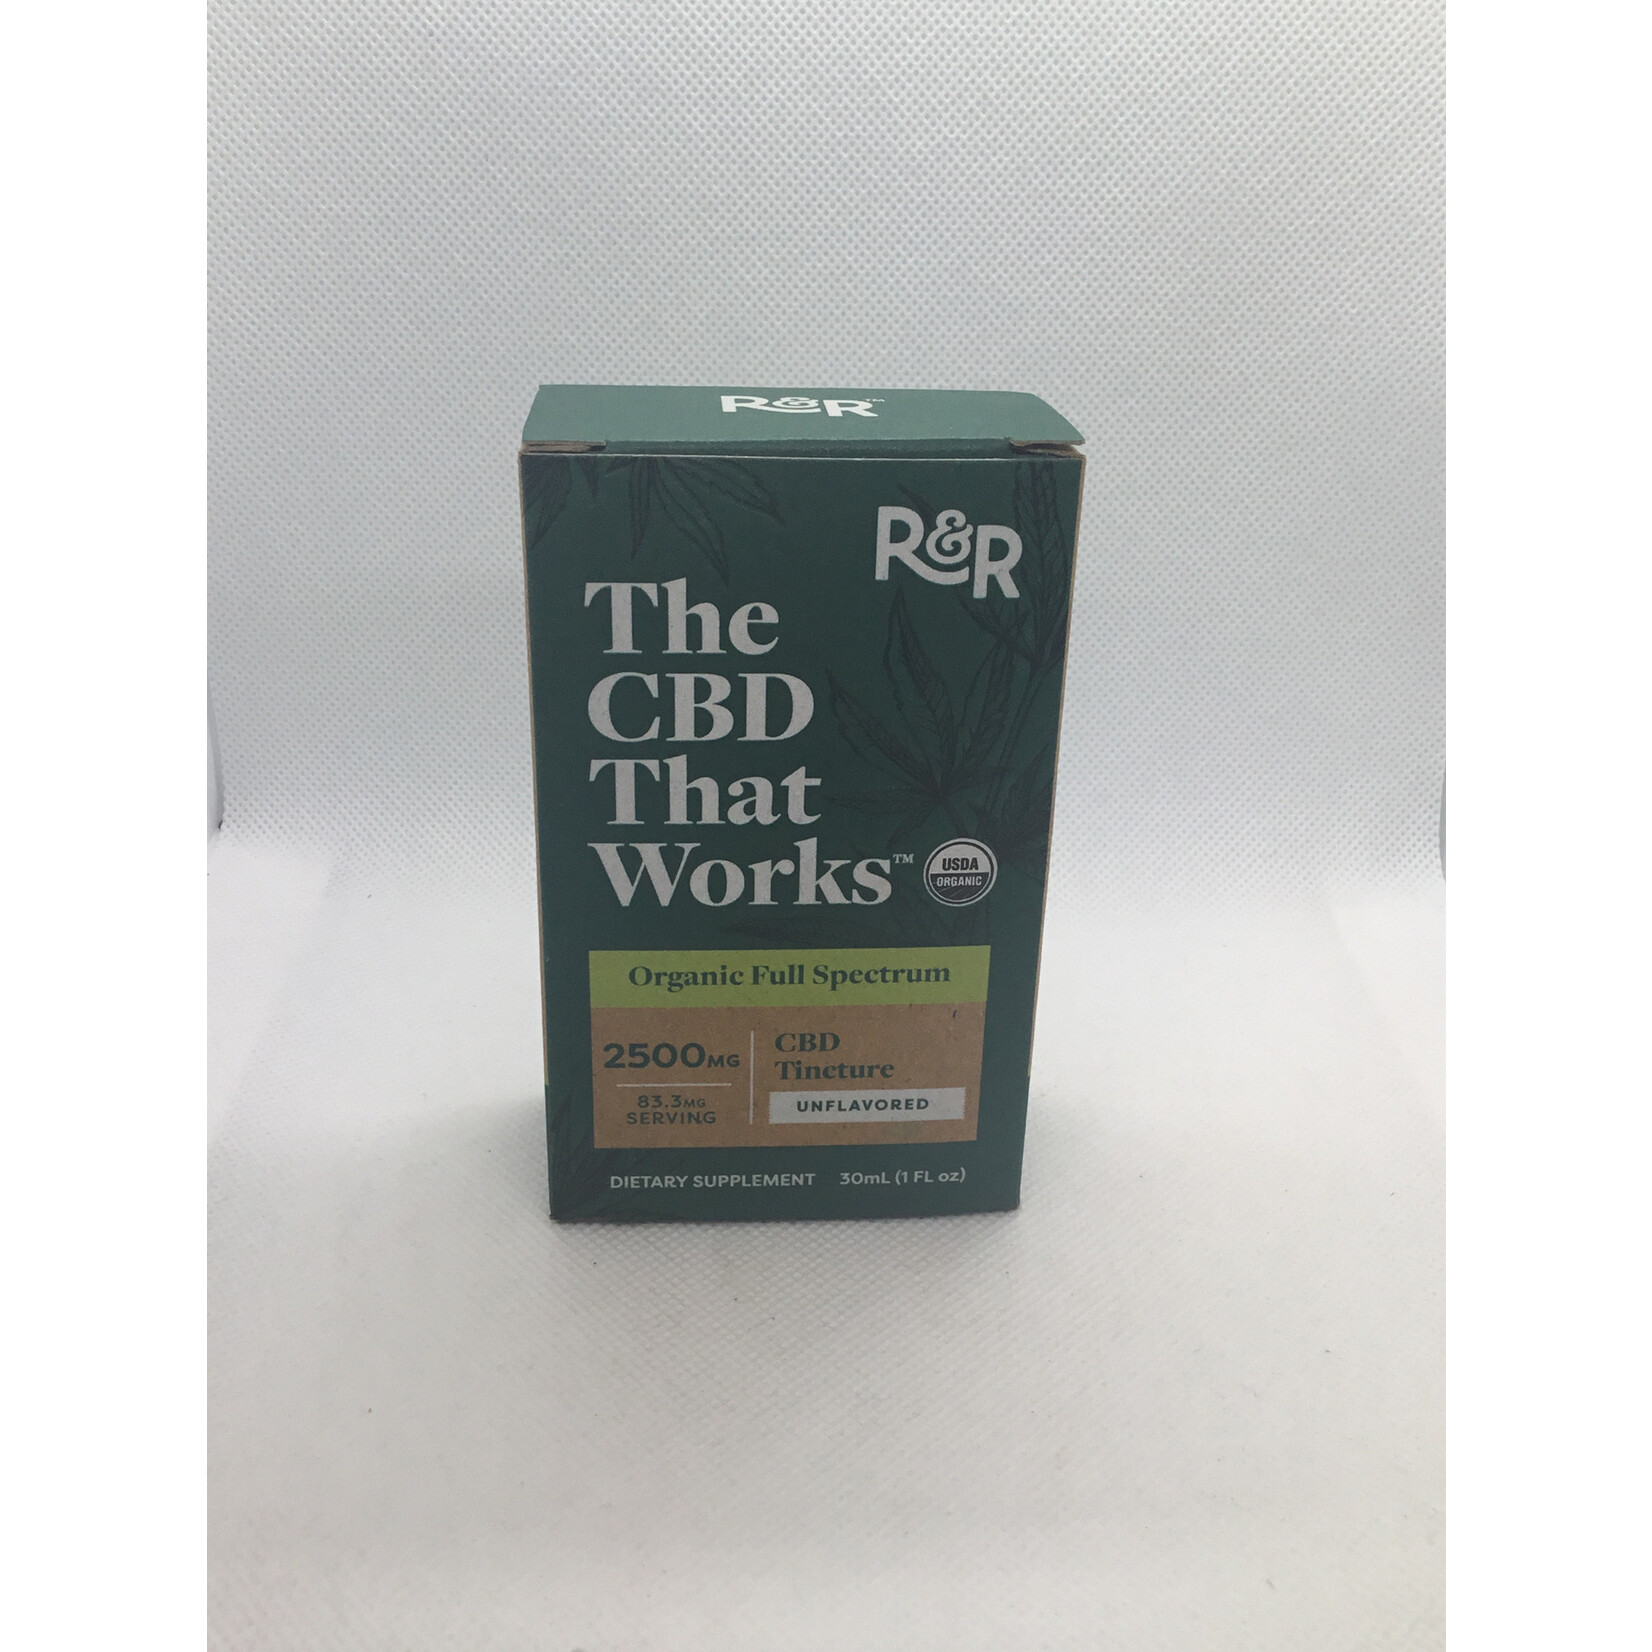 R&R™
R&R
The
CBD
That
Works™
USDA
ORGANIC
Organic Full Spectrum
2500MG
83.3MG
SERVING
CBD
Tincture
UNFLAVORED
DIETARY SUPPLEMENT 30mL (1 FL oz)